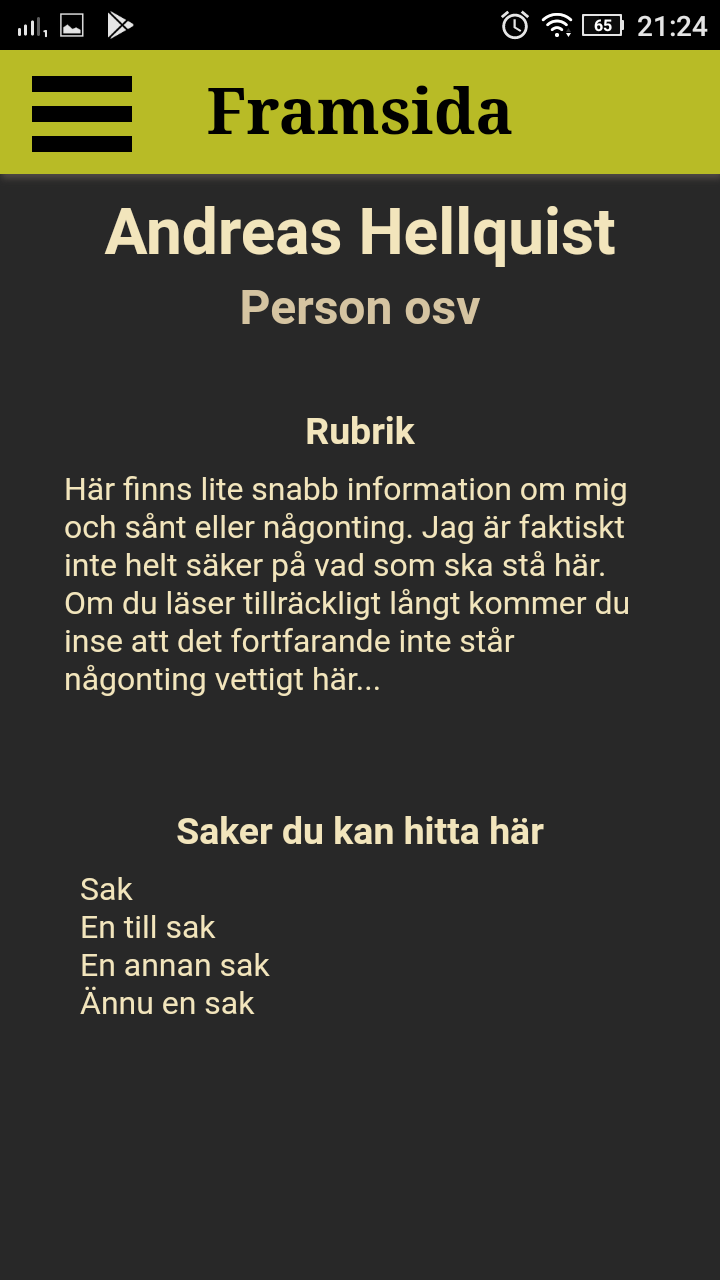 65 21:24
Framsida
Andreas Hellquist
Person osv
Rubrik
Här finns lite snabb information om mig
och sånt eller någonting. Jag är faktiskt
inte helt säker på vad som ska stå här.
Om du läser tillräckligt långt kommer du
inse att det fortfarande inte står
någonting vettigt här...
Saker du kan hitta här
Sak
En till sak
En annan sak
Ännu en sak